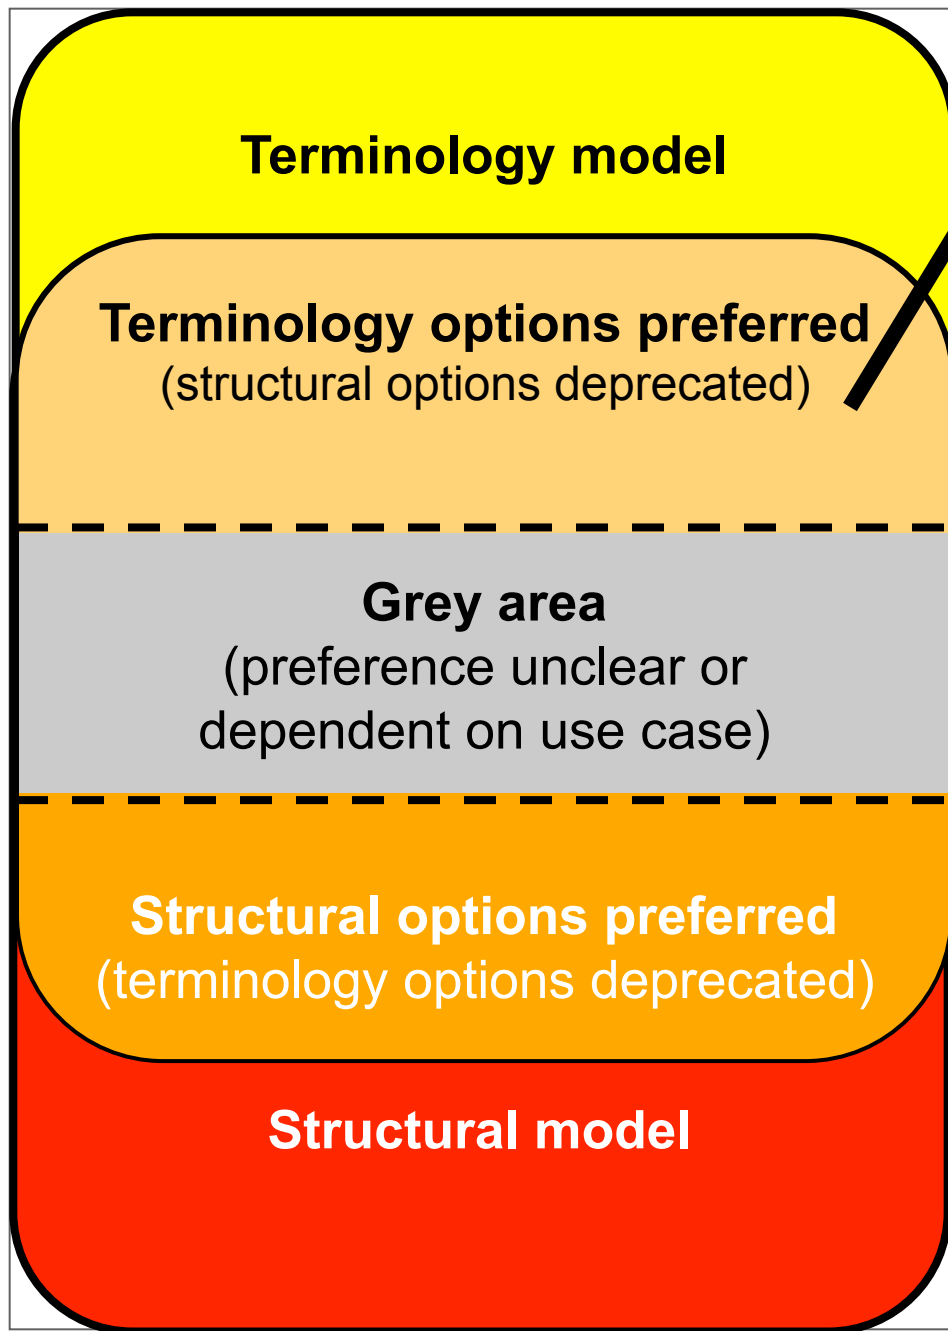 Terminology model
Terminology options preferred
(structural options deprecated)
Grey area
(preference unclear or
dependent on use case)
Structural options preferred
(terminology options deprecated)
Structural model